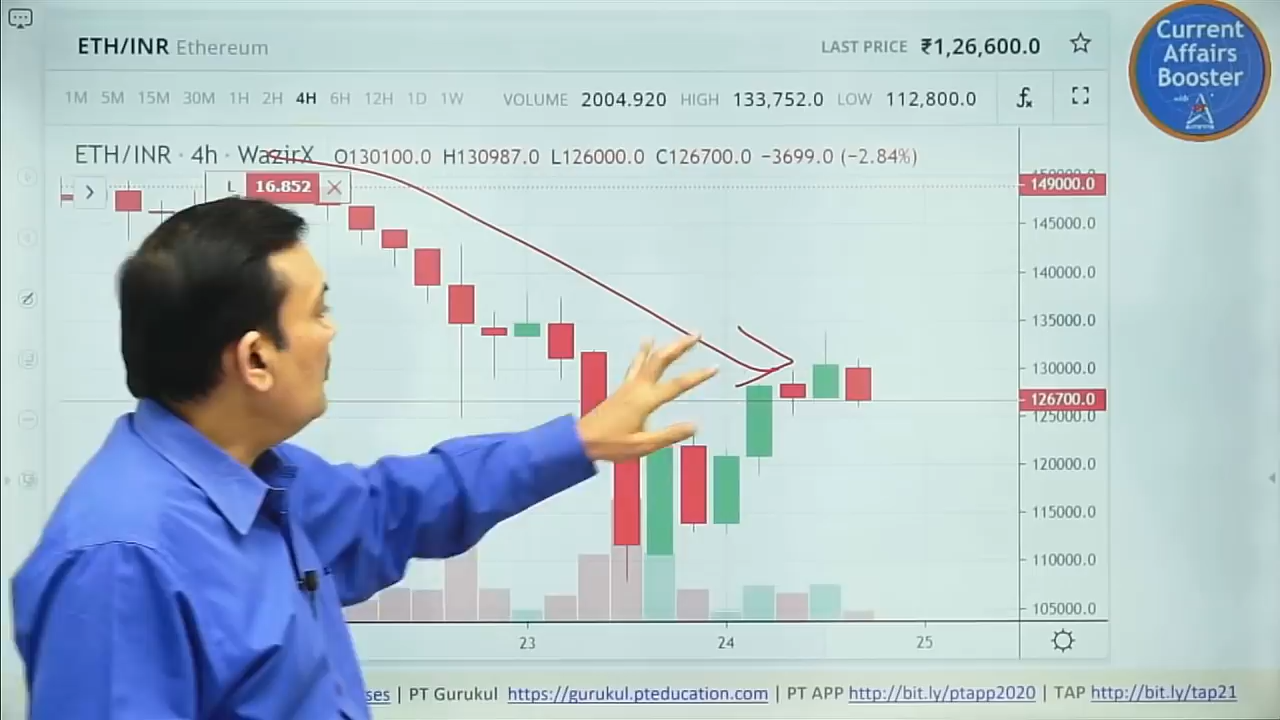 ETH/INR Ethereum
LAST PRICE ₹1,26,600.0
Current
Affairs
Booster
with
1M 5M 15M 30M 1H 2H 4H 6H 12H 1D 1W VOLUME 2004.920 HIGH 133,752.0 LOW 112,800.0 fx
ETH/INR · 4h · WazirX O130100.0 H130987.0 L126000.0 C126700.0 −3699.0 (−2.84%)
L 16.852
149000.0
145000.0
140000.0
135000.0
130000.0
126700.0
125000.0
120000.0
115000.0
110000.0
105000.0
23 24 25
| PT Gurukul https://gurukul.pteducation.com | PT APP http://bit.ly/ptapp2020 | TAP http://bit.ly/tap21